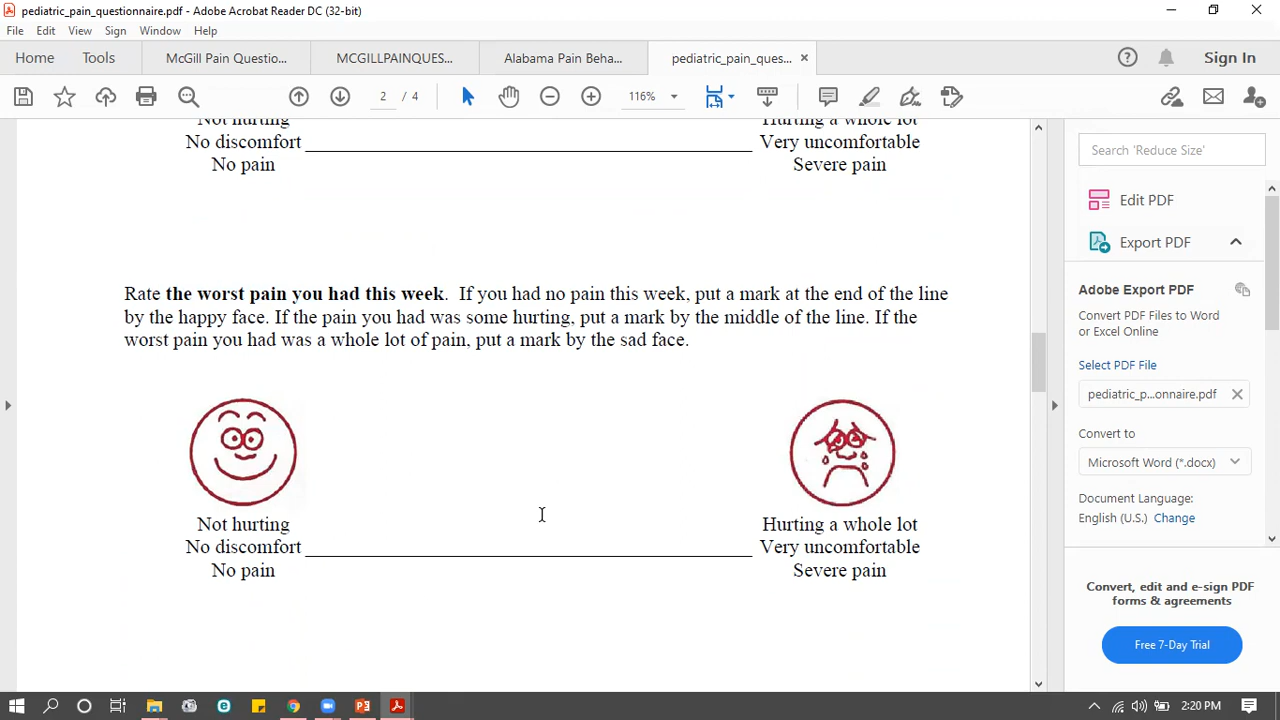 pediatric_pain_questionnaire.pdf - Adobe Acrobat Reader DC (32-bit)
File Edit View Sign Window Help
Home Tools McGill Pain Questio... MCGILLPAINQUES... Alabama Pain Beha... pediatric_pain_ques... Sign In
2 / 4 116%
Not hurting Hurting a whole lot
No discomfort Very uncomfortable
No pain Severe pain
Rate the worst pain you had this week. If you had no pain this week, put a mark at the end of the line
by the happy face. If the pain you had was some hurting, put a mark by the middle of the line. If the
worst pain you had was a whole lot of pain, put a mark by the sad face.
Not hurting Hurting a whole lot
No discomfort Very uncomfortable
No pain Severe pain
Search 'Reduce Size'
Edit PDF
Export PDF
Adobe Export PDF
Convert PDF Files to Word
or Excel Online
Select PDF File
pediatric_p...onnaire.pdf
Convert to
Microsoft Word (*.docx)
Document Language:
English (U.S.) Change
Convert, edit and e-sign PDF
forms & agreements
Free 7-Day Trial
2:20 PM